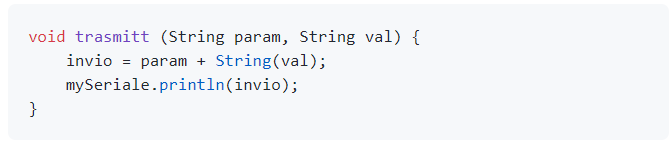 void trasmitt (String param, String val) {
    invio = param + String(val);
    mySeriale.println(invio);
}